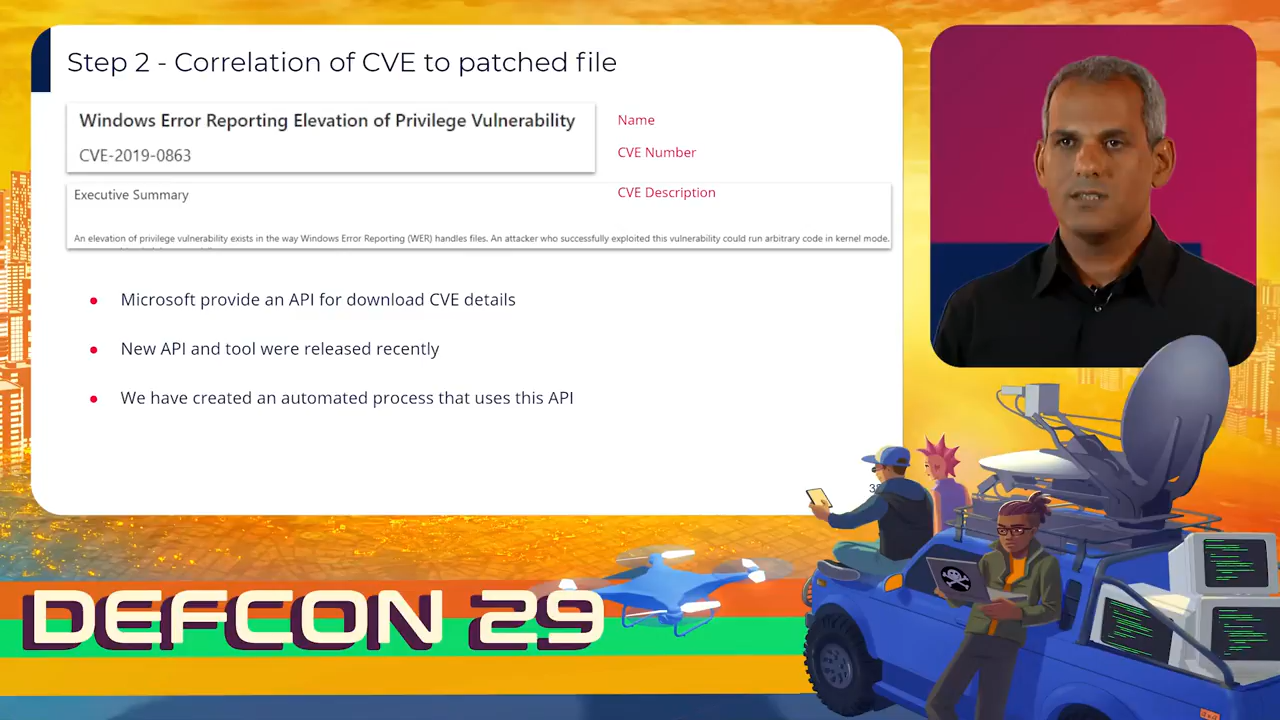 Step 2 - Correlation of CVE to patched file
Windows Error Reporting Elevation of Privilege Vulnerability
Name
CVE-2019-0863
CVE Number
Executive Summary
CVE Description
An elevation of privilege vulnerability exists in the way Windows Error Reporting (WER) handles files. An attacker who successfully exploited this vulnerability could run arbitrary code in kernel mode.
• Microsoft provide an API for download CVE details
• New API and tool were released recently
• We have created an automated process that uses this API
DEFCON 29